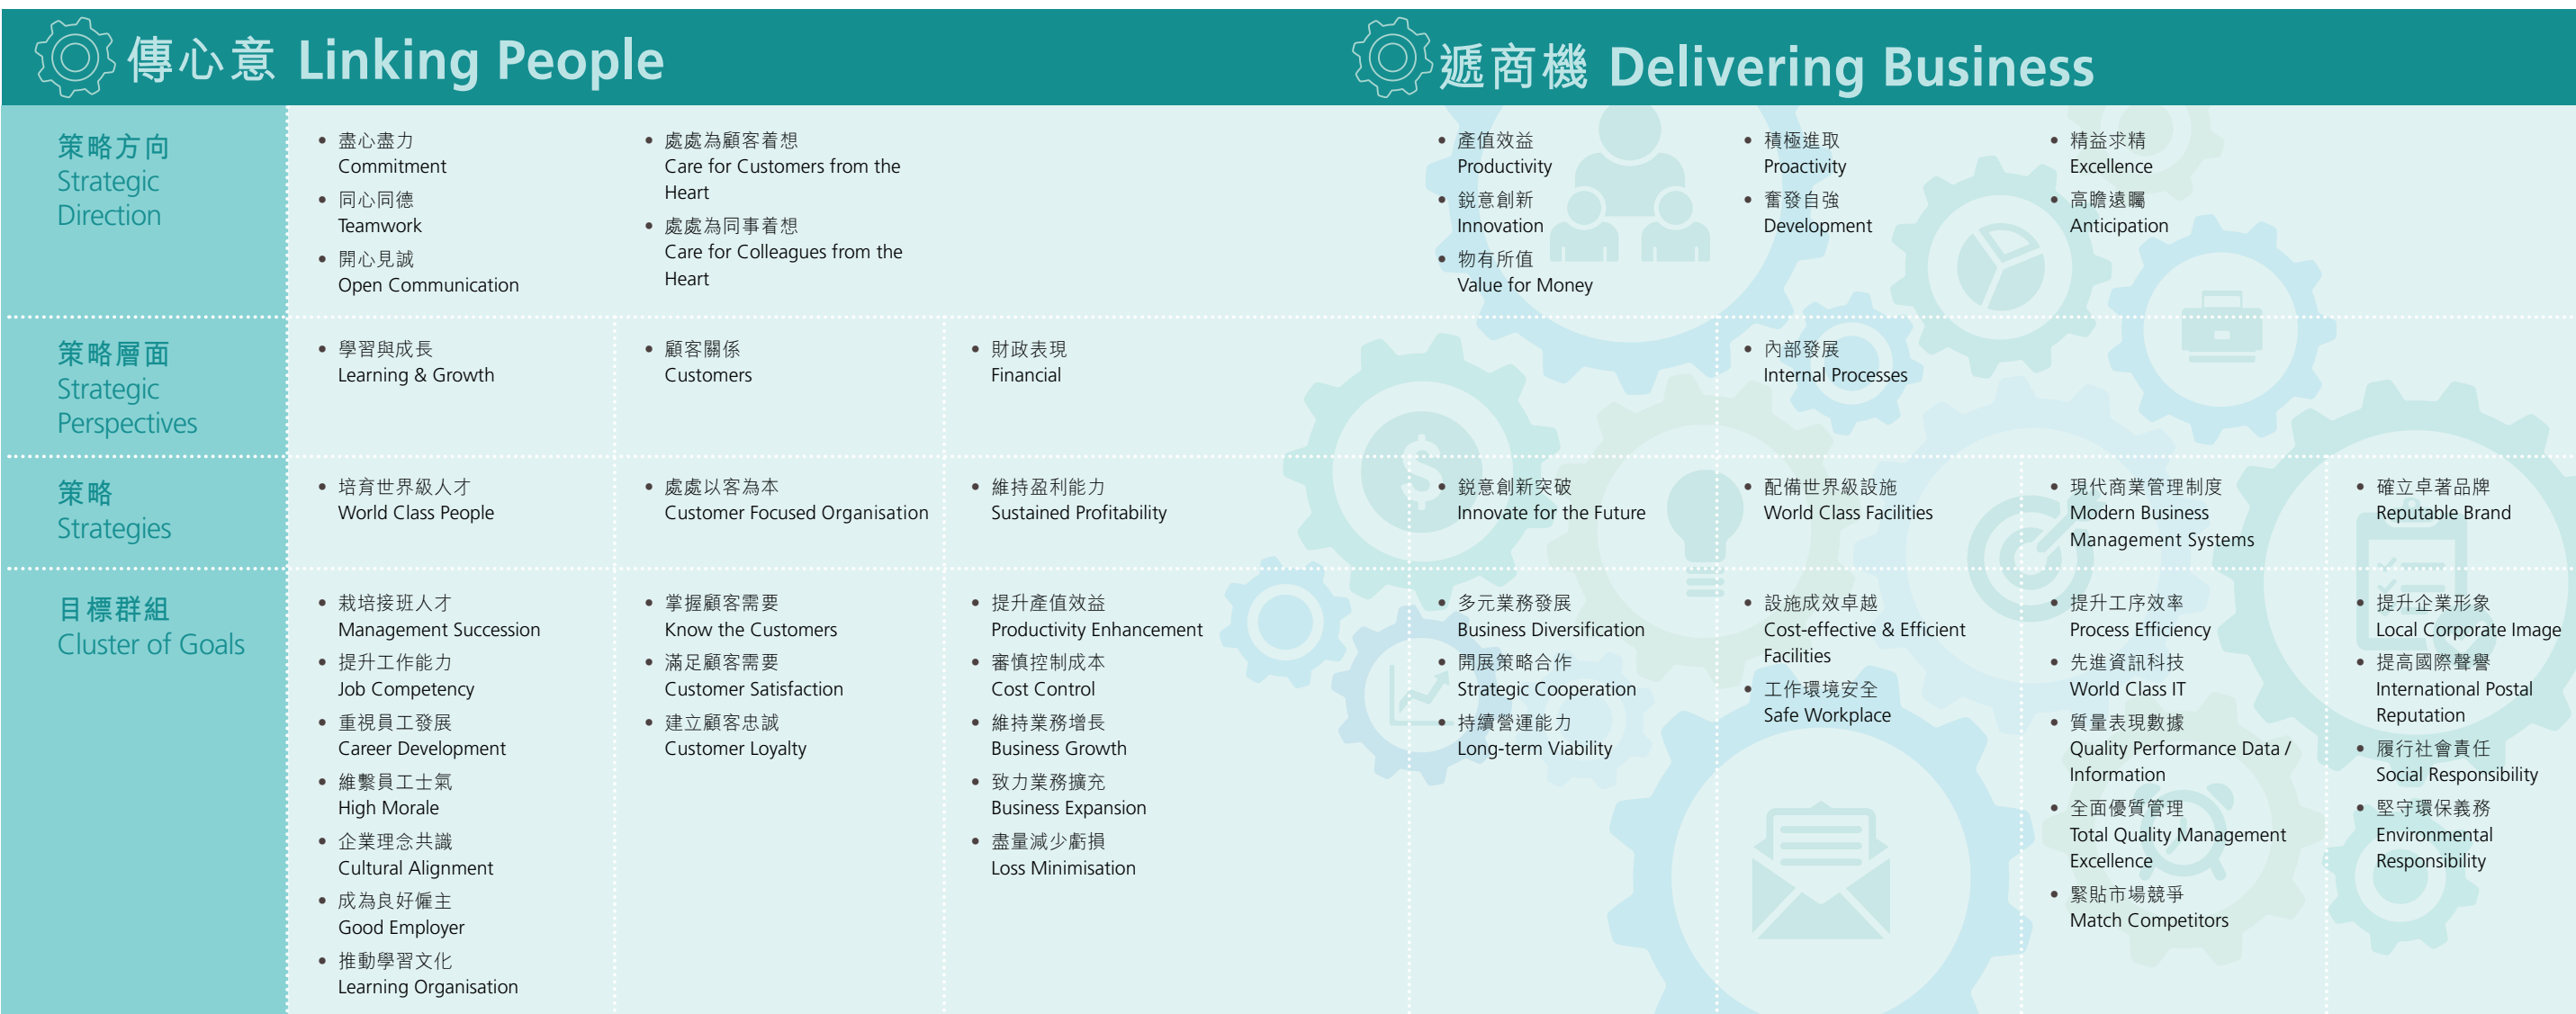 傳心意 Linking People
遞商機 Delivering Business
策略方向
Strategic
Direction
盡心盡力
Commitment
同心同德
Teamwork
開心見誠
Open Communication
處處為顧客着想
Care for Customers from the
Heart
處處為同事着想
Care for Colleagues from the
Heart
產值效益
Productivity
鋭意創新
Innovation
物有所值
Value for Money
積極進取
Proactivity
奮發自強
Development
精益求精
Excellence
高瞻遠矚
Anticipation
策略層面
Strategic
Perspectives
學習與成長
Learning & Growth
顧客關係
Customers
財政表現
Financial
內部發展
Internal Processes
策略
Strategies
培育世界級人才
World Class People
處處以客為本
Customer Focused Organisation
維持盈利能力
Sustained Profitability
鋭意創新突破
Innovate for the Future
配備世界級設施
World Class Facilities
現代商業管理制度
Modern Business
Management Systems
確立卓著品牌
Reputable Brand
目標群組
Cluster of Goals
栽培接班人才
Management Succession
提升工作能力
Job Competency
重視員工發展
Career Development
維繫員工士氣
High Morale
企業理念共識
Cultural Alignment
成為良好僱主
Good Employer
推動學習文化
Learning Organisation
掌握顧客需要
Know the Customers
滿足顧客需要
Customer Satisfaction
建立顧客忠誠
Customer Loyalty
提升產值效益
Productivity Enhancement
審慎控制成本
Cost Control
維持業務增長
Business Growth
致力業務擴充
Business Expansion
盡量減少虧損
Loss Minimisation
多元業務發展
Business Diversification
開展策略合作
Strategic Cooperation
持續營運能力
Long-term Viability
設施成效卓越
Cost-effective & Efficient
Facilities
工作環境安全
Safe Workplace
提升工序效率
Process Efficiency
先進資訊科技
World Class IT
質量表現數據
Quality Performance Data /
Information
全面優質管理
Total Quality Management
Excellence
緊貼市場競爭
Match Competitors
提升企業形象
Local Corporate Image
提高國際聲譽
International Postal
Reputation
履行社會責任
Social Responsibility
堅守環保義務
Environmental
Responsibility